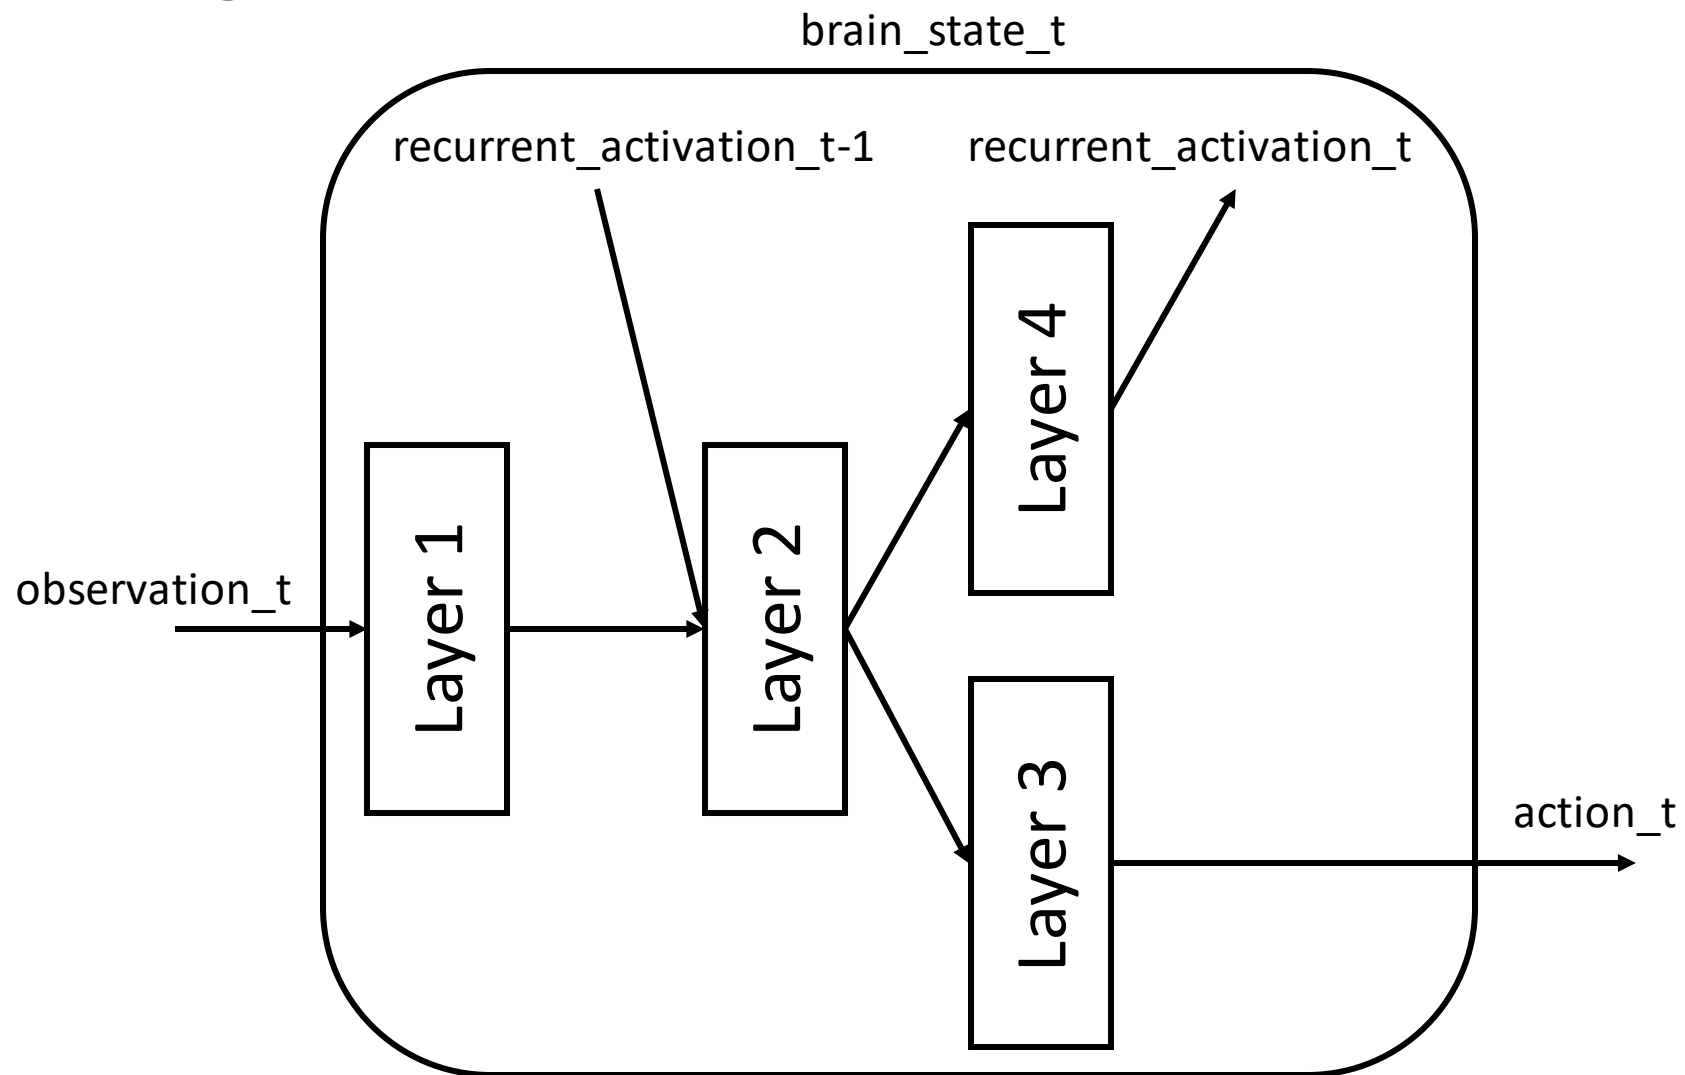 brain_state_t
recurrent_activation_t-1
recurrent_activation_t
Layer 4
Layer 1
Layer 2
observation_t
Layer 3
action_t